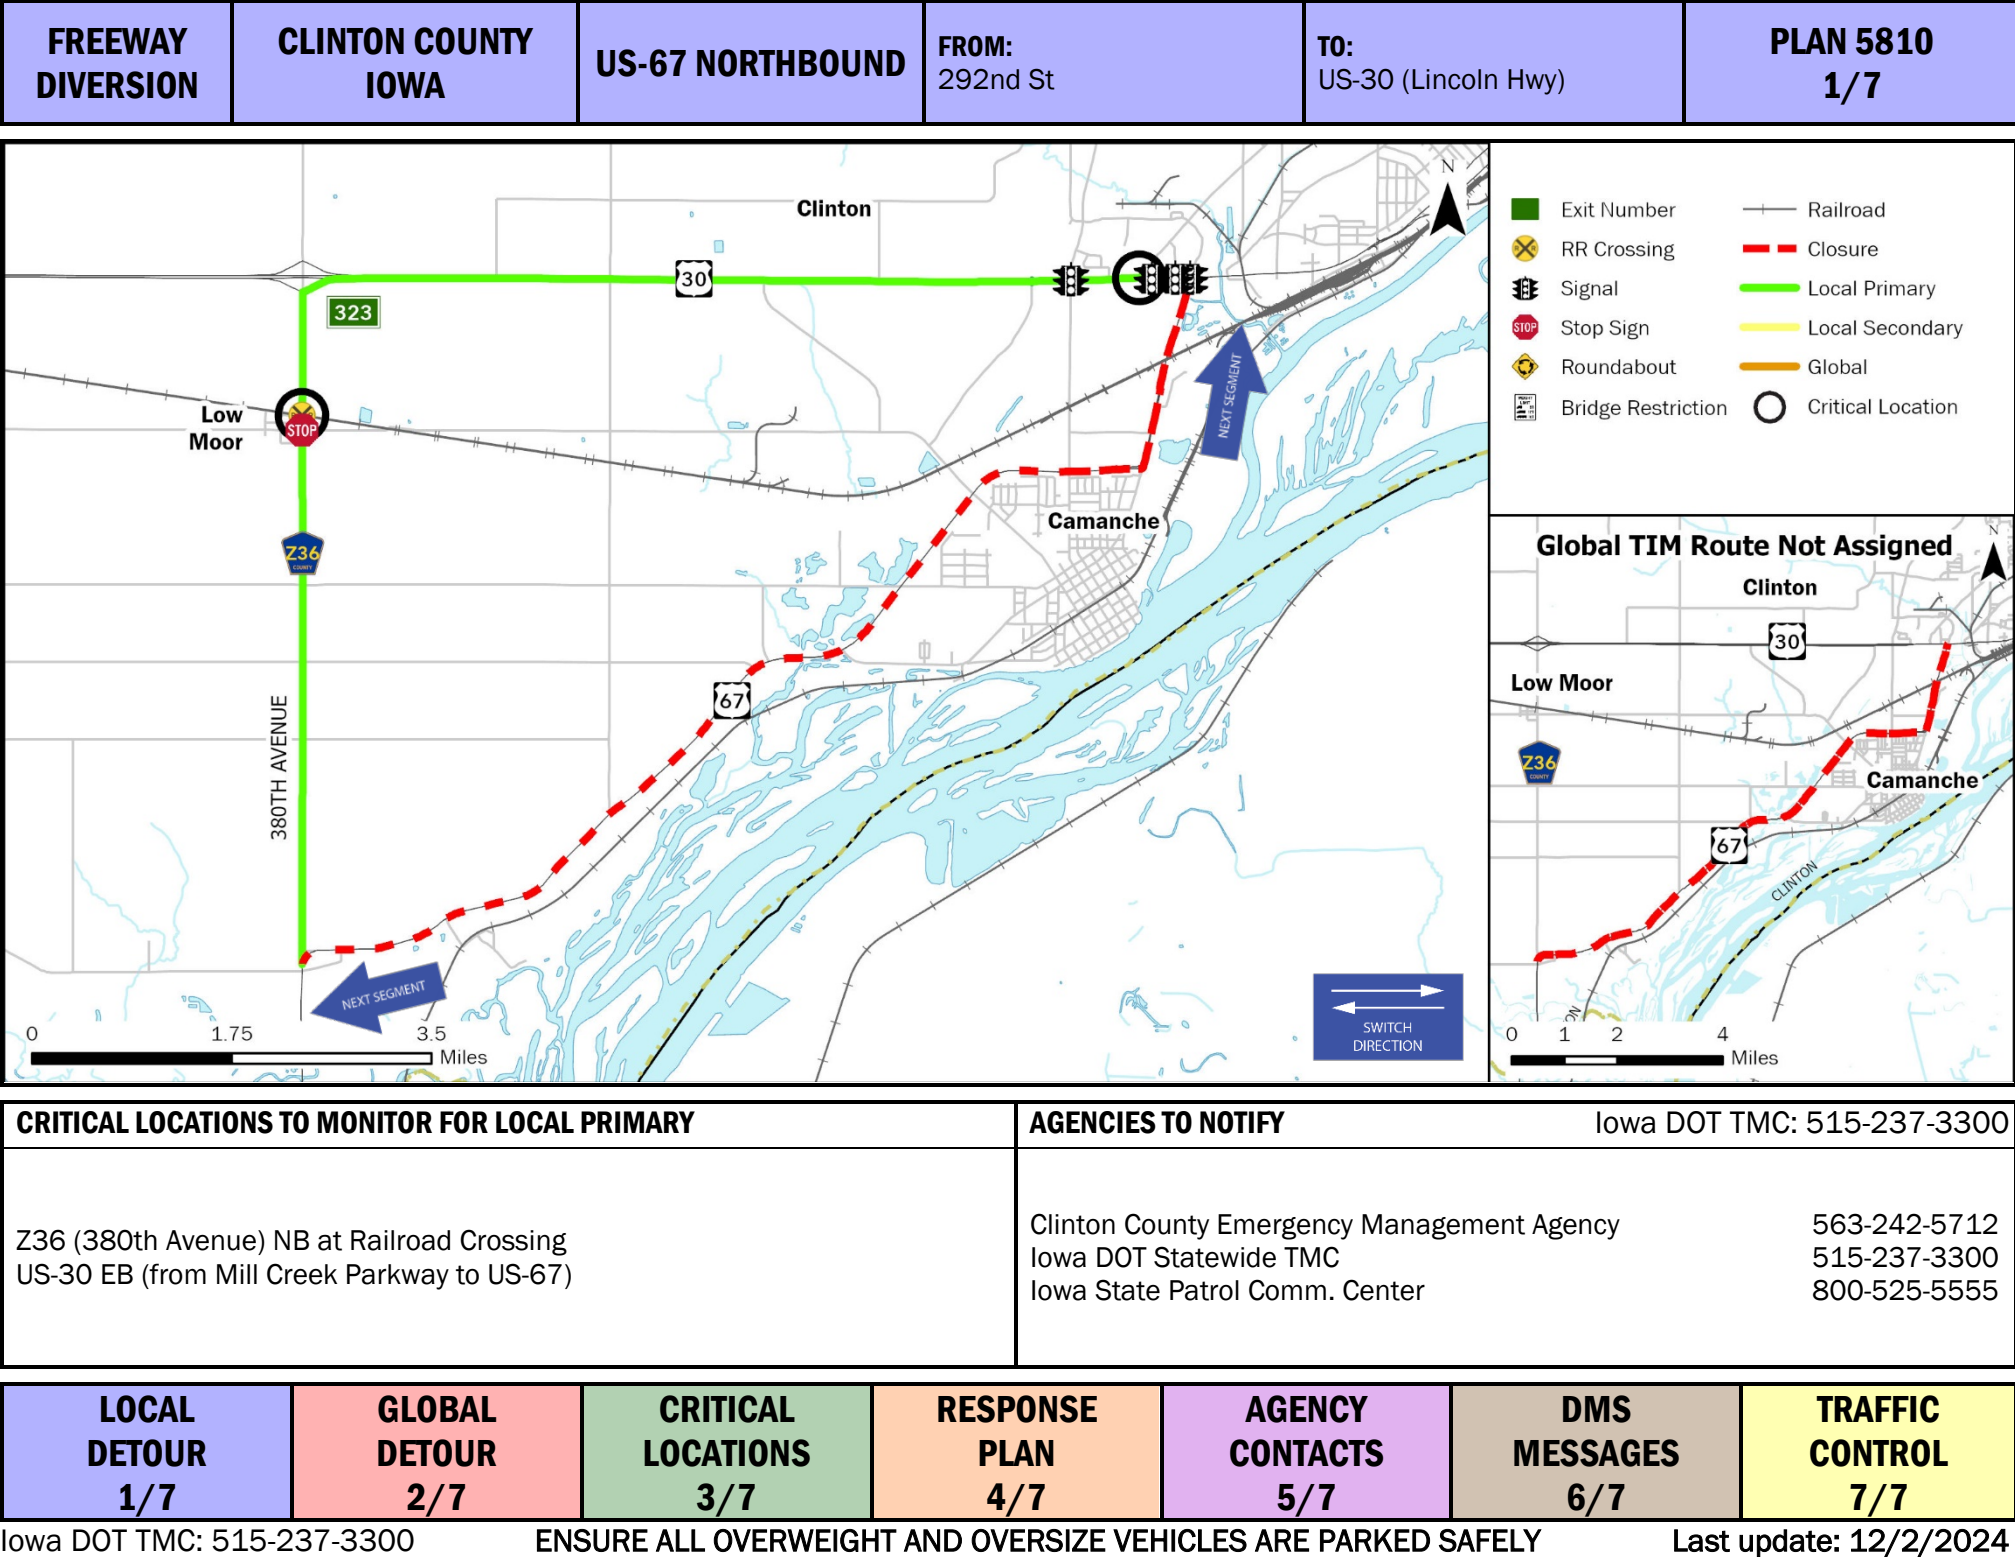 FREEWAY
DIVERSION
CLINTON COUNTY
IOWA
US-67 NORTHBOUND
FROM:
292nd St
TO:
US-30 (Lincoln Hwy)
PLAN 5810
1/7
Clinton
N
30
323
Low
Moor
STOP
Z36
COUNTY
NEXT SEGMENT
Camanche
67
380TH AVENUE
NEXT SEGMENT
0 1.75 3.5
Miles
SWITCH
DIRECTION
Exit Number
Railroad
RR Crossing
Closure
Signal
Local Primary
STOP
Stop Sign
Local Secondary
Roundabout
Global
Bridge Restriction
Critical Location
Global TIM Route Not Assigned
N
Clinton
30
Low Moor
Z36
COUNTY
Camanche
67
CLINTON
ON
0 1 2 4
Miles
CRITICAL LOCATIONS TO MONITOR FOR LOCAL PRIMARY
Z36 (380th Avenue) NB at Railroad Crossing
US-30 EB (from Mill Creek Parkway to US-67)
AGENCIES TO NOTIFY Iowa DOT TMC: 515-237-3300
Clinton County Emergency Management Agency 563-242-5712
Iowa DOT Statewide TMC 515-237-3300
Iowa State Patrol Comm. Center 800-525-5555
LOCAL
DETOUR
1/7
GLOBAL
DETOUR
2/7
CRITICAL
LOCATIONS
3/7
RESPONSE
PLAN
4/7
AGENCY
CONTACTS
5/7
DMS
MESSAGES
6/7
TRAFFIC
CONTROL
7/7
Iowa DOT TMC: 515-237-3300 ENSURE ALL OVERWEIGHT AND OVERSIZE VEHICLES ARE PARKED SAFELY Last update: 12/2/2024